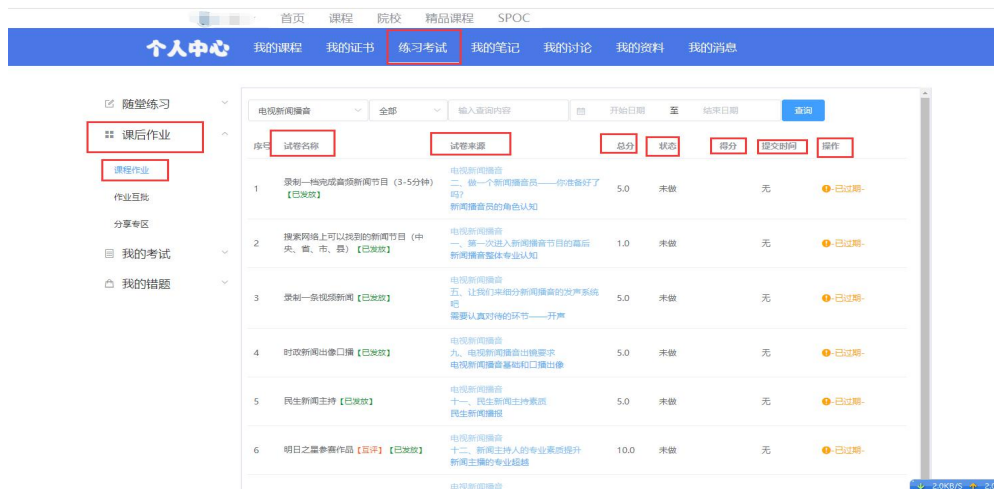 首页 课程 院校 精品课程 SPOC
个人中心 我的课程 我的证书 练习考试 我的笔记 我的讨论 我的资料 我的消息
随堂练习
课后作业
课程作业
作业互批
分享专区
我的考试
我的错题
电视新闻播音 全部 输入查询内容 开始日期 至 结束日期 查询
序号 试卷名称 试卷来源 总分 状态 得分 提交时间 操作
电视新闻播音
1 录制一档完成音频新闻节目（3-5分钟） 二、做一个新闻播音员——你准备好了 5.0 未做 无 -已过期-
【已发放】 吗?
新闻播音员的角色认知
电视新闻播音
2 搜索网络上可以找到的新闻节目（中 一、第一次进入新闻播音节目的幕后 1.0 未做 无 -已过期-
央、省、市、县）【已发放】 新闻播音整体专业认知
电视新闻播音
3 录制一条视频新闻【已发放】 五、让我们来细分新闻播音的发声系统 5.0 未做 无 -已过期-
吧
需要认真对待的环节——开声
电视新闻播音
4 时政新闻出像口播【已发放】 九、电视新闻播音出镜要求 5.0 未做 无 -已过期-
电视新闻播音基础和口播出像
电视新闻播音
5 民生新闻主持【已发放】 十一、民生新闻主持素质 5.0 未做 无 -已过期-
民生新闻播报
电视新闻播音
6 明日之星参赛作品【互评】【已发放】 十二、新闻主持人的专业素质提升 10.0 未做 无 -已过期-
新闻主播的专业超越
电视新闻播音
2.0KB/S